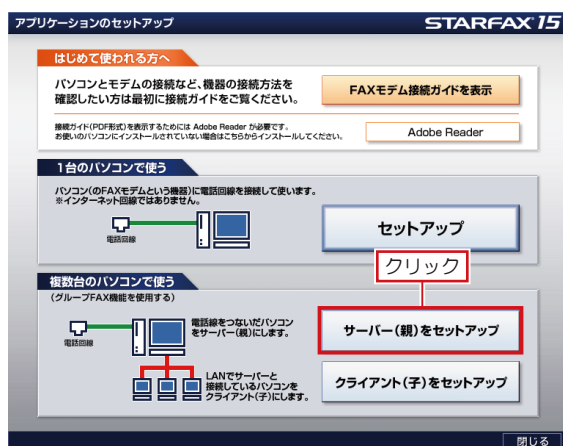 アプリケーションのセットアップ
STARFAX 15
はじめて使われる方へ
パソコンとモデムの接続など、機器の接続方法を
確認したい方は最初に接続ガイドをご覧ください。
FAXモデム接続ガイドを表示
接続ガイド(PDF形式)を表示するためには Adobe Reader が必要です。
お使いのパソコンにインストールされていない場合はこちらからインストールしてください。
Adobe Reader
1台のパソコンで使う
パソコン(のFAXモデムという機器)に電話回線を接続して使います。
※インターネット回線ではありません。
電話回線
セットアップ
クリック
複数台のパソコンで使う
(グループFAX機能を使用する)
電話回線
電話線をつないだパソコン
をサーバー(親)にします。
サーバー(親)をセットアップ
LANでサーバーと
接続しているパソコンを
クライアント(子)にします。
クライアント(子)をセットアップ
閉じる